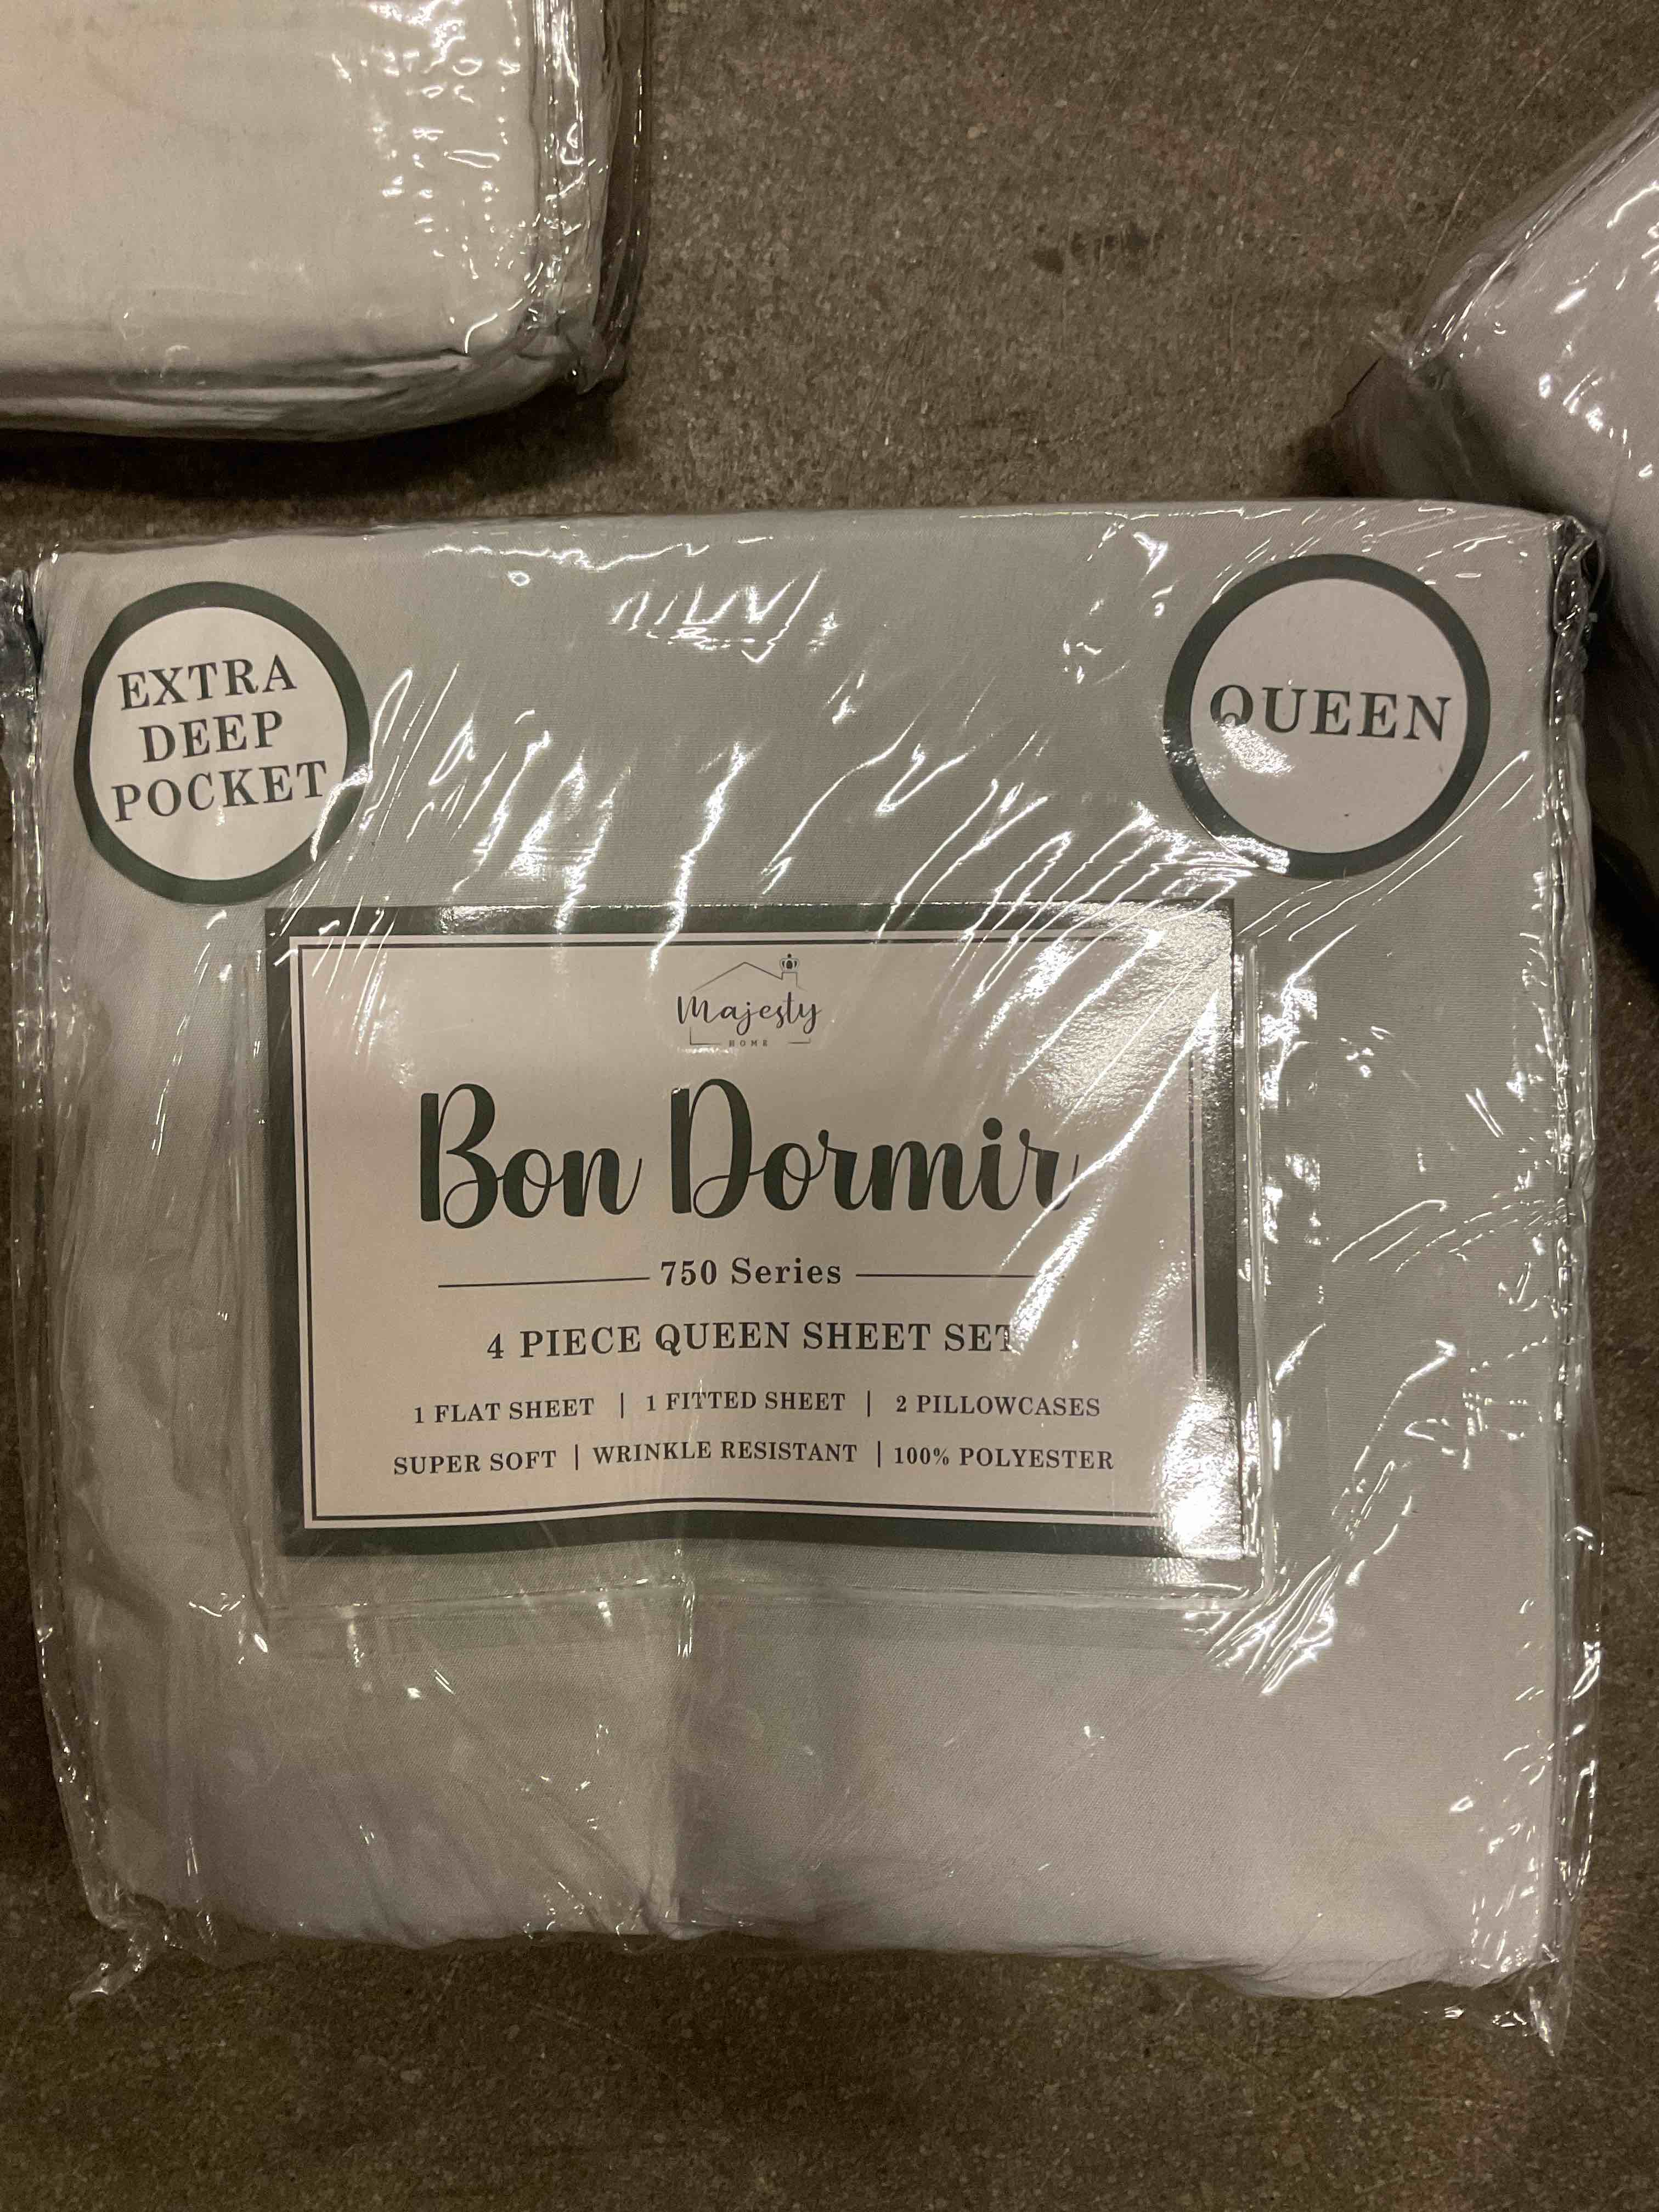 EXTRA
DEEP
POCKET
QUEEN
Majesty
HOME
Bon Dormir
750 Series
4 PIECE QUEEN SHEET SET
1 FLAT SHEET | 1 FITTED SHEET | 2 PILLOWCASES
SUPER SOFT | WRINKLE RESISTANT | 100% POLYESTER